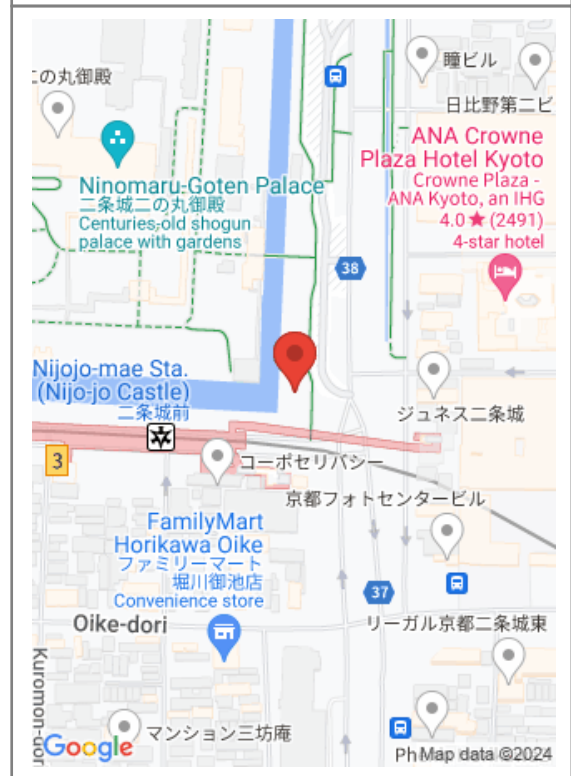 瞳ビル
二の丸御殿
日比野第二ビ
ANA Crowne
Plaza Hotel Kyoto
Crowne Plaza -
ANA Kyoto, an IHG
4.0★ (2491)
4-star hotel
Ninomaru-Goten Palace
二条城二の丸御殿
Centuries-old shogun
palace with gardens
38
Nijojo-mae Sta.
(Nijo-jo Castle)
二条城前
ジュネス二条城
3
コーポセリバシー
京都フォトセンタービル
FamilyMart
Horikawa Oike
ファミリーマート
堀川御池店
Convenience store
37
Oike-dori
リーガル京都二条城東
Kuromon-dor
マンション三坊庵
Google
Ph
Map data ©2024